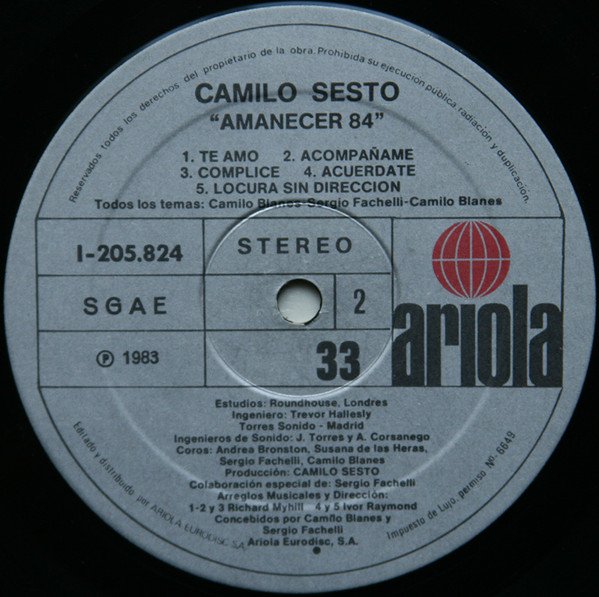 Reservados todos los derechos del propietario de la obra. Prohibida su ejecucion publica, radiacion y duplicación.
CAMILO SESTO
"AMANECER 84"
1. TE AMO 2. ACOMPAÑAME
3. COMPLICE 4. ACUERDATE
5. LOCURA SIN DIRECCION
Todos los temas: Camilo Blanes-Sergio Fachelli-Camilo Blanes
I-205.824
STEREO
SGAE
2
℗ 1983
33
ariola
Estudios: Roundhouse, Londres
Ingeniero: Trevor Hallesly
Torres Sonido - Madrid
Ingenieros de Sonido: J. Torres y A. Corsanego
Coros: Andrea Bronston, Susana de las Heras,
Sergio Fachelli, Camilo Blanes
Producción: CAMILO SESTO
Colaboración especial de: Sergio Fachelli
Arreglos Musicales y Dirección:
1-2 y 3 Richard Myhill 4 y 5 Ivor Raymond
Concebidos por Camilo Blanes y
Sergio Fachelli
Ariola Eurodisc, S.A.
Editado y distribuido por ARIOLA EURODISC S.A.
Impuesto de Lujo, permiso No. 6649